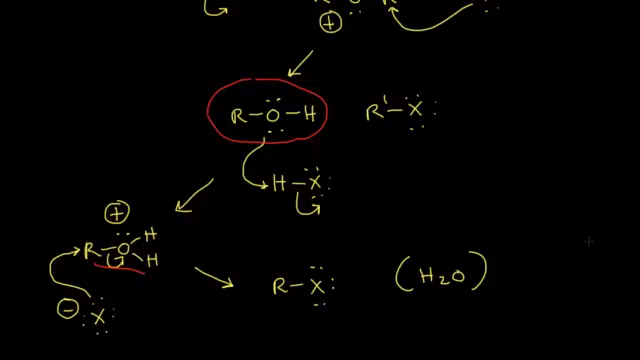 ⊕
R–Ö–H R'–X:
H–X:
⊕
R–O H
H
R–X: (H₂O)
⊖ :X: